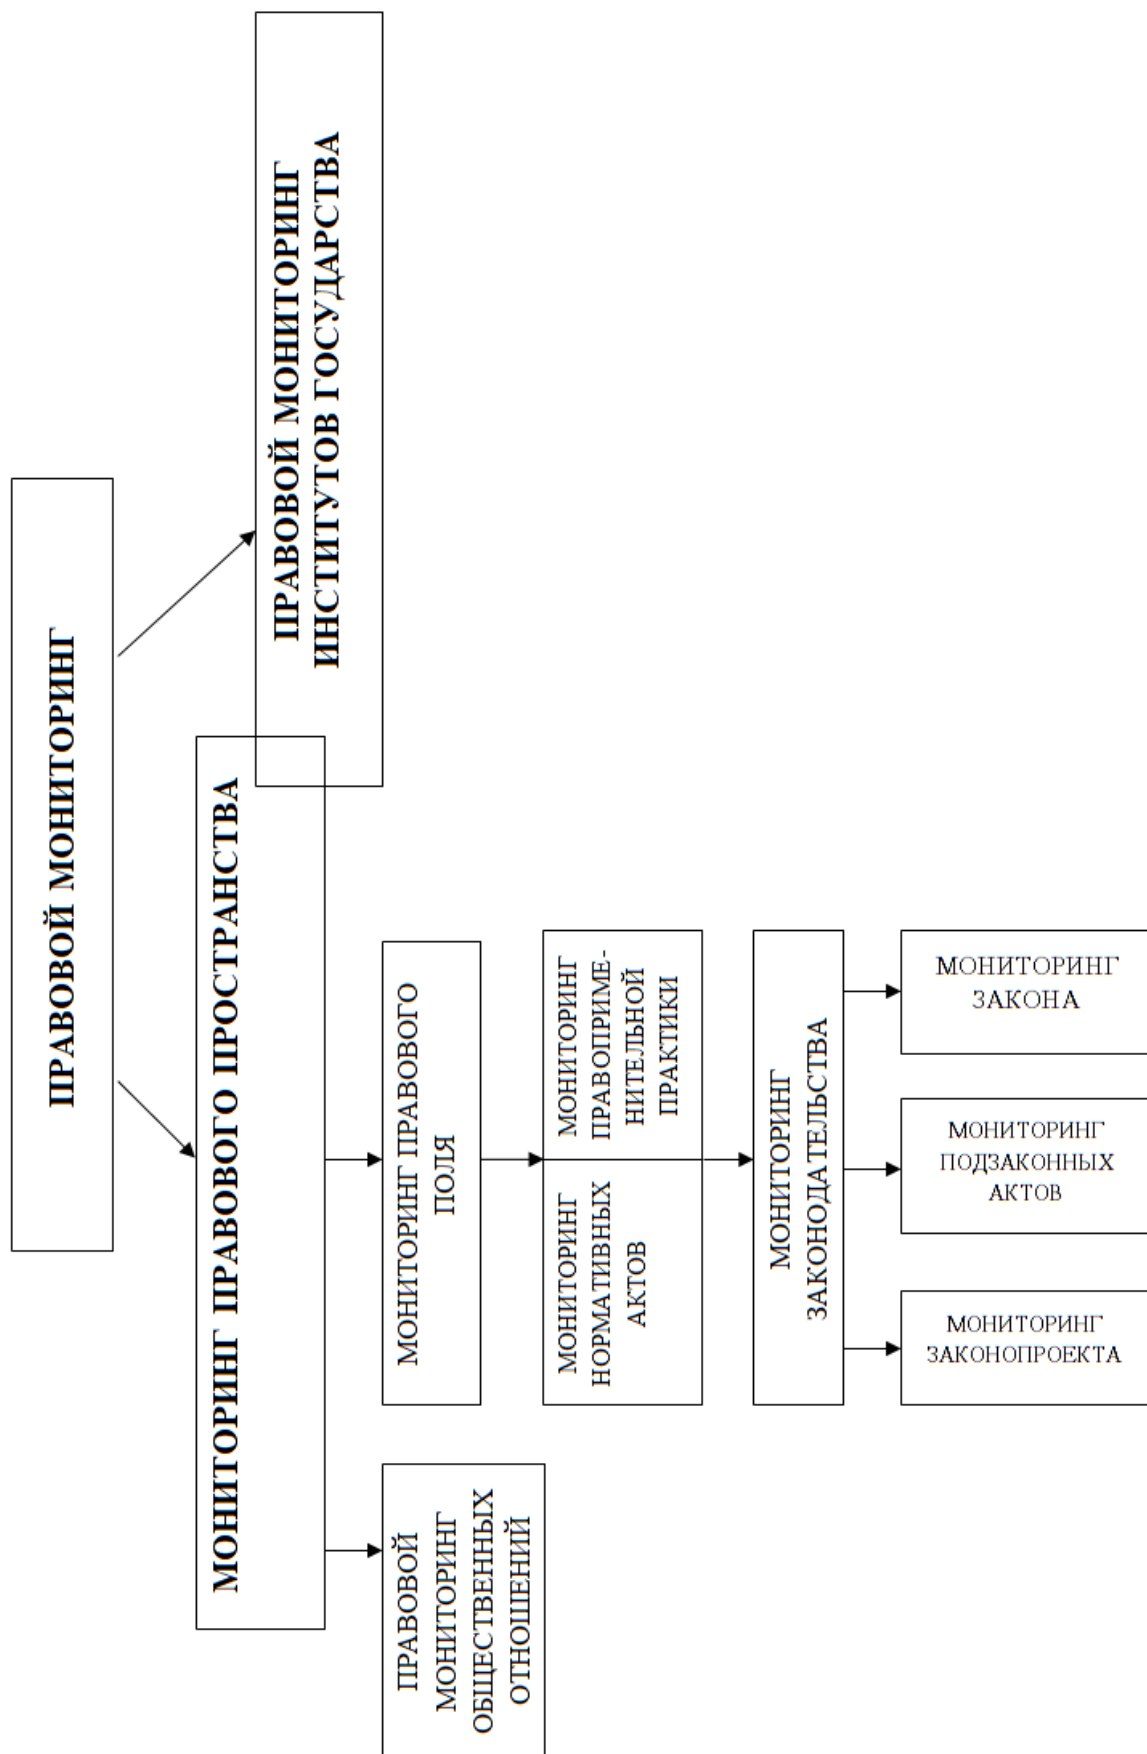 ПРАВОВОЙ МОНИТОРИНГ
МОНИТОРИНГ ПРАВОВОГО ПРОСТРАНСТВА
ПРАВОВОЙ МОНИТОРИНГ
ИНСТИТУТОВ ГОСУДАРСТВА
ПРАВОВОЙ
МОНИТОРИНГ
ОБЩЕСТВЕННЫХ
ОТНОШЕНИЙ
МОНИТОРИНГ ПРАВОВОГО
ПОЛЯ
МОНИТОРИНГ
НОРМАТИВНЫХ
АКТОВ
МОНИТОРИНГ
ПРАВОПРИМЕ-
НИТЕЛЬНОЙ
ПРАКТИКИ
МОНИТОРИНГ
ЗАКОНОДАТЕЛЬСТВА
МОНИТОРИНГ
ЗАКОНОПРОЕКТА
МОНИТОРИНГ
ПОДЗАКОННЫХ
АКТОВ
МОНИТОРИНГ
ЗАКОНА